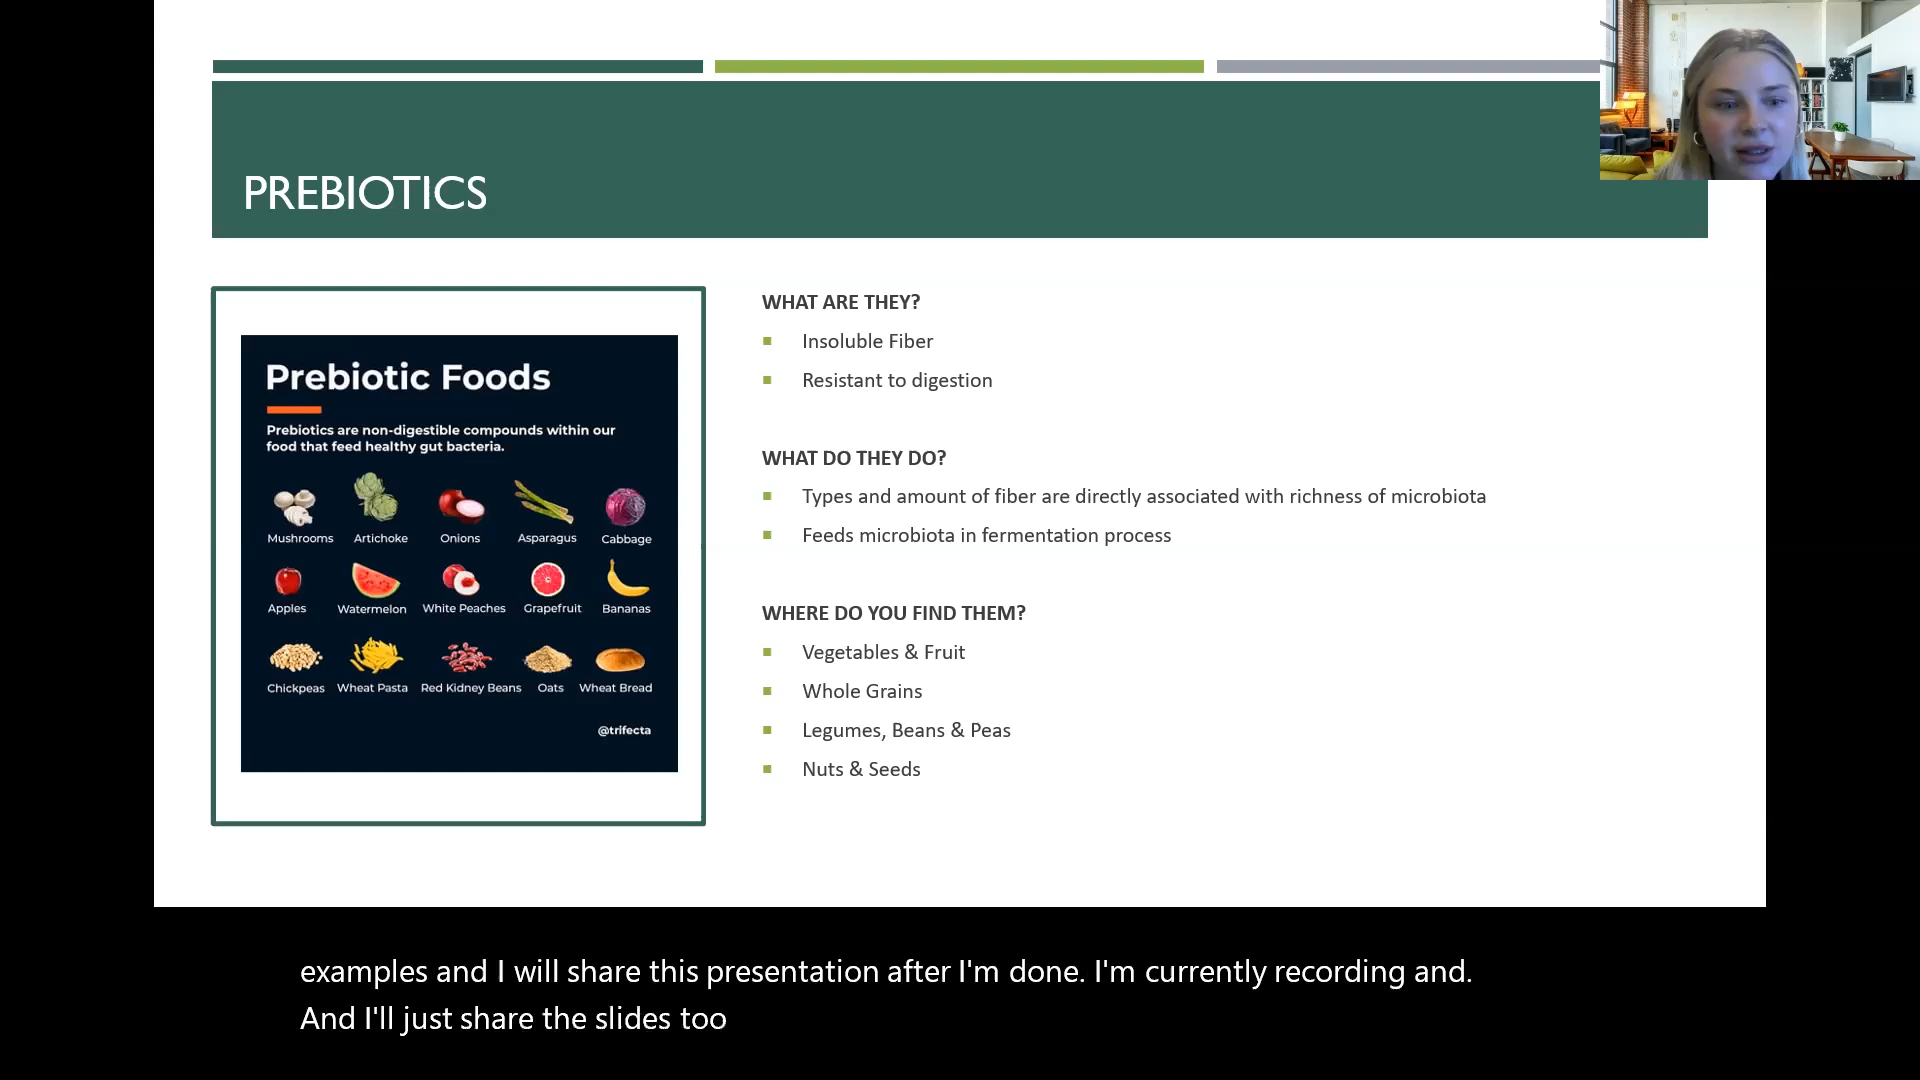 PREBIOTICS
Prebiotic Foods
Prebiotics are non-digestible compounds within our
food that feed healthy gut bacteria.
Mushrooms Artichoke Onions Asparagus Cabbage
Apples Watermelon White Peaches Grapefruit Bananas
Chickpeas Wheat Pasta Red Kidney Beans Oats Wheat Bread
@trifecta
WHAT ARE THEY?
Insoluble Fiber
Resistant to digestion
WHAT DO THEY DO?
Types and amount of fiber are directly associated with richness of microbiota
Feeds microbiota in fermentation process
WHERE DO YOU FIND THEM?
Vegetables & Fruit
Whole Grains
Legumes, Beans & Peas
Nuts & Seeds
examples and I will share this presentation after I'm done. I'm currently recording and.
And I'll just share the slides too